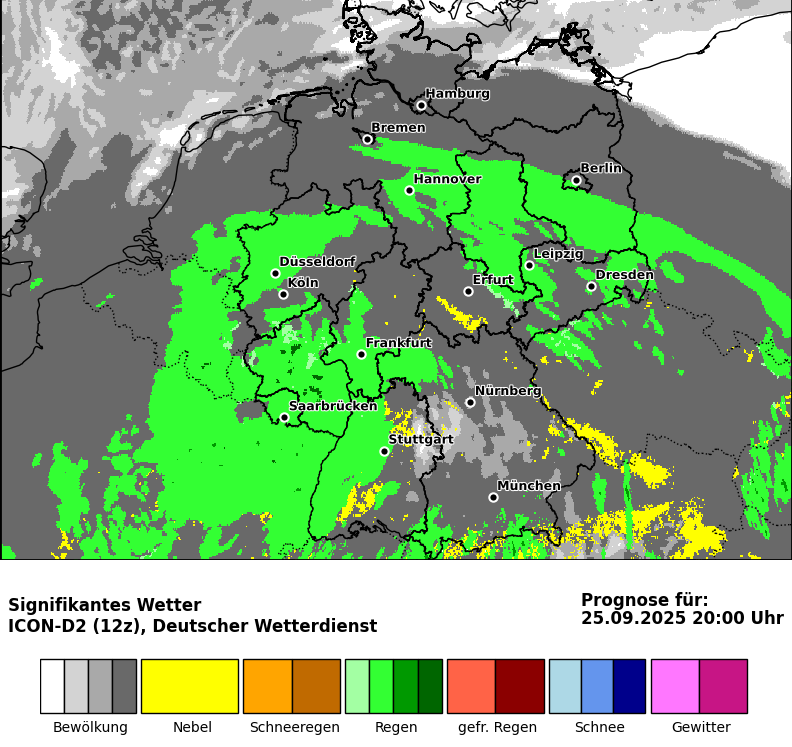 Hamburg
Bremen
Berlin
Hannover
Leipzig
Düsseldorf
Dresden
Köln
Erfurt
Frankfurt
Nürnberg
Saarbrücken
Stuttgart
München
Signifikantes Wetter
ICON-D2 (12z), Deutscher Wetterdienst
Prognose für:
25.09.2025 20:00 Uhr
Bewölkung
Nebel
Schneeregen
Regen
gefr. Regen
Schnee
Gewitter